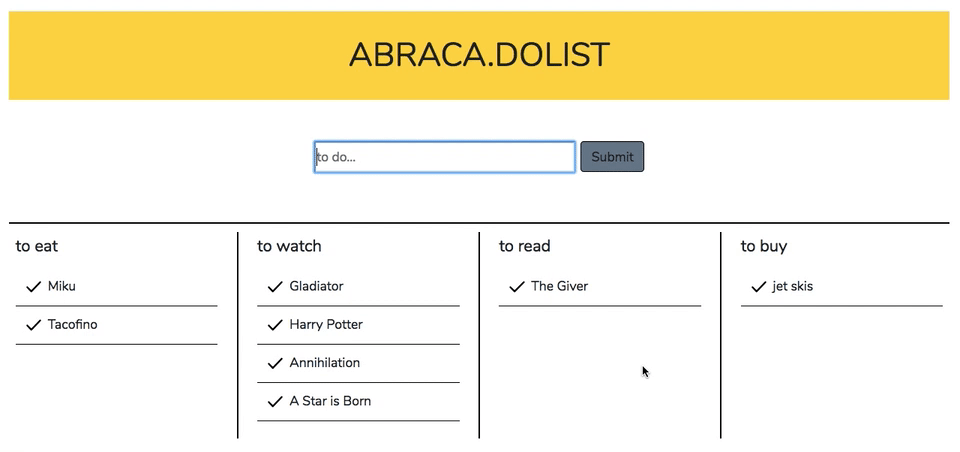 ABRACA.DOLIST
to do...
Submit
to eat
Miku
Tacofino
to watch
Gladiator
Harry Potter
Annihilation
A Star is Born
to read
The Giver
to buy
jet skis